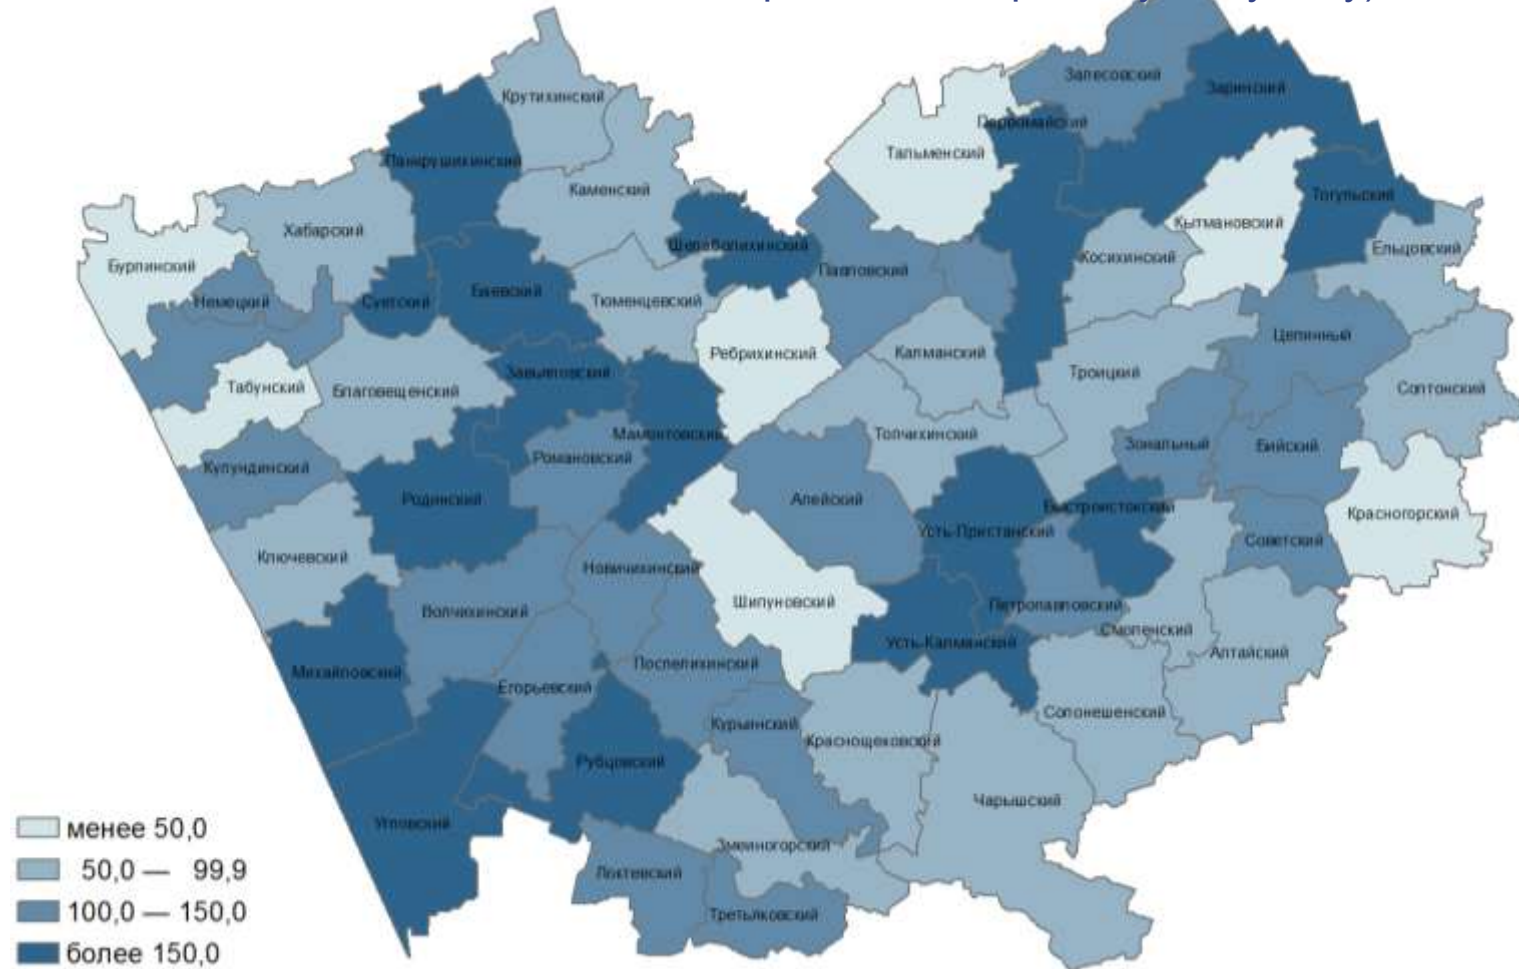 Залесовский
Заринский
Крутихинский
Первомайский
Тальменский
Панкрушихинский
Каменский
Тогульский
Кытмановский
Хабарский
Шелаболихинский
Ельцовский
Косихинский
Бурлинский
Павловский
Немецкий
Суетский
Баевский
Тюменцевский
Целинный
Ребрихинский
Калманский
Завьяловский
Троицкий
Табунский
Благовещенский
Солтонский
Мамонтовский
Толчихинский
Зональный
Бийский
Романовский
Кулундинский
Родинский
Алейский
Быстроистокский
Красногорский
Усть-Пристанский
Советский
Ключевский
Новичихинский
Шипуновский
Волчихинский
Петропавловский
Смоленский
Усть-Калманский
Алтайский
Поспелихинский
Михайловский
Егорьевский
Солонешенский
Курьинский
Краснощековский
Рубцовский
Чарышский
Угловский
Змеиногорский
Локтевский
Третьяковский
менее 50,0
50,0 — 99,9
100,0 — 150,0
более 150,0